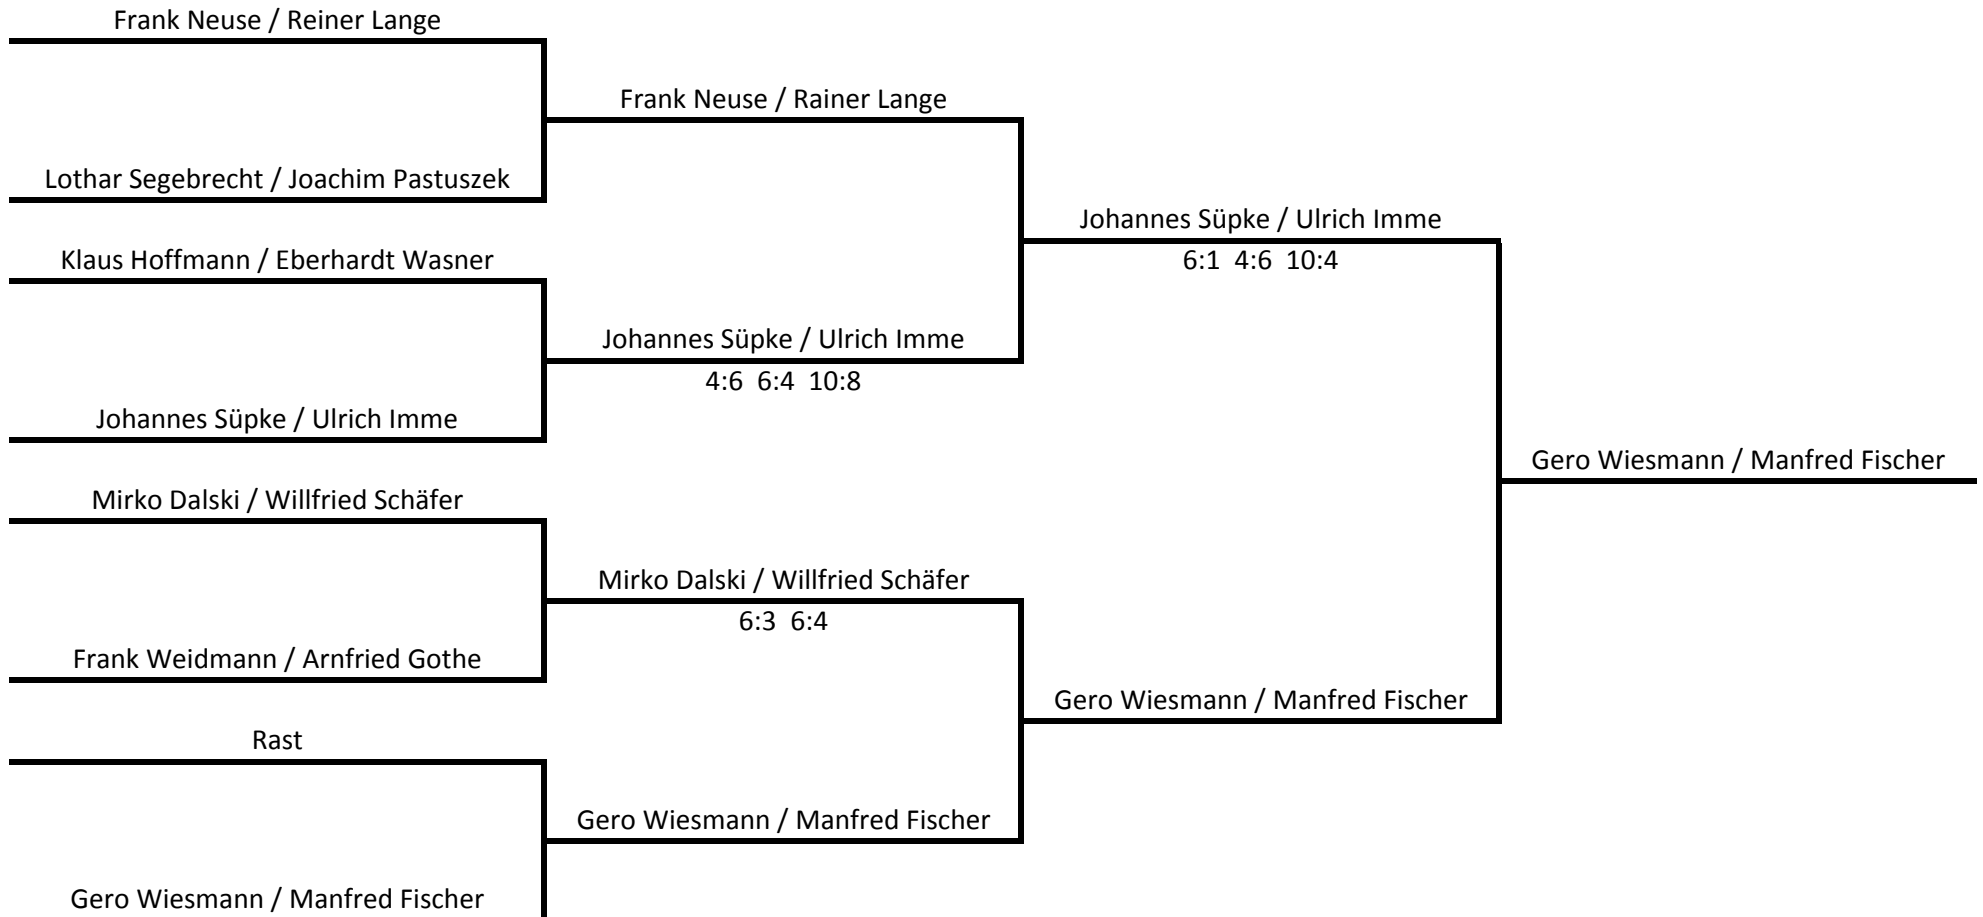 Frank Neuse / Reiner Lange
Frank Neuse / Rainer Lange
Lothar Segebrecht / Joachim Pastuszek
Johannes Süpke / Ulrich Imme
6:1 4:6 10:4
Klaus Hoffmann / Eberhardt Wasner
Johannes Süpke / Ulrich Imme
4:6 6:4 10:8
Johannes Süpke / Ulrich Imme
Gero Wiesmann / Manfred Fischer
Mirko Dalski / Willfried Schäfer
Mirko Dalski / Willfried Schäfer
6:3 6:4
Frank Weidmann / Arnfried Gothe
Gero Wiesmann / Manfred Fischer
Rast
Gero Wiesmann / Manfred Fischer
Gero Wiesmann / Manfred Fischer